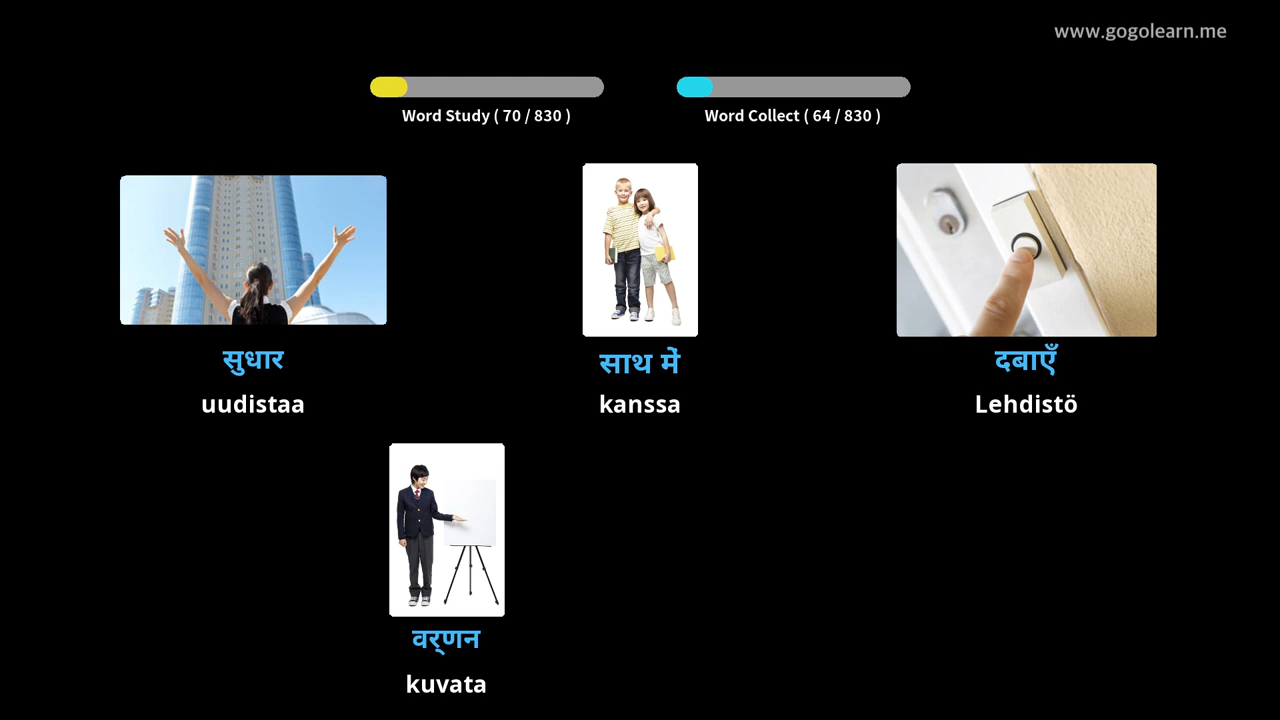 www.gogolearn.me
Word Study ( 70 / 830 )
Word Collect ( 64 / 830 )
सुधार
uudistaa
साथ में
kanssa
दबाएँ
Lehdistö
वर्णन
kuvata